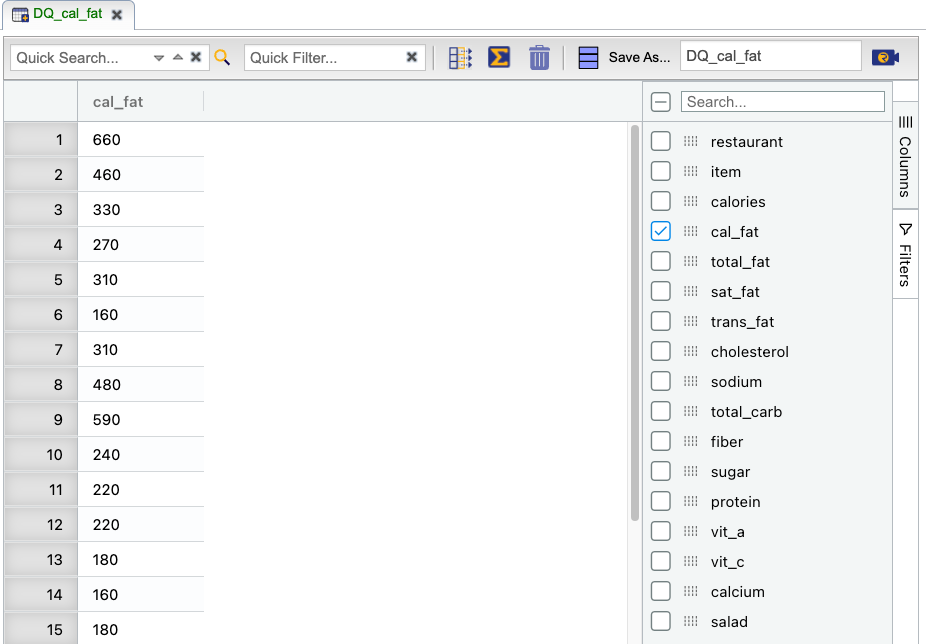 DQ_cal_fat
Quick Search... Quick Filter... Save As... DQ_cal_fat
cal_fat
Search...
1 660
2 460
3 330
4 270
5 310
6 160
7 310
8 480
9 590
10 240
11 220
12 220
13 180
14 160
15 180
restaurant
item
calories
cal_fat
total_fat
sat_fat
trans_fat
cholesterol
sodium
total_carb
fiber
sugar
protein
vit_a
vit_c
calcium
salad
Columns
Filters